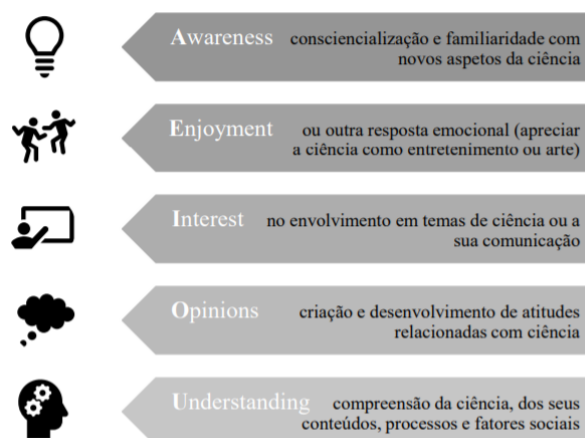 Awareness consciencialização e familiaridade com
novos aspetos da ciência
Enjoyment ou outra resposta emocional (apreciar
a ciência como entretenimento ou arte)
Interest no envolvimento em temas de ciência ou a
sua comunicação
Opinions criação e desenvolvimento de atitudes
relacionadas com ciência
Understanding compreensão da ciência, dos seus
conteúdos, processos e fatores sociais